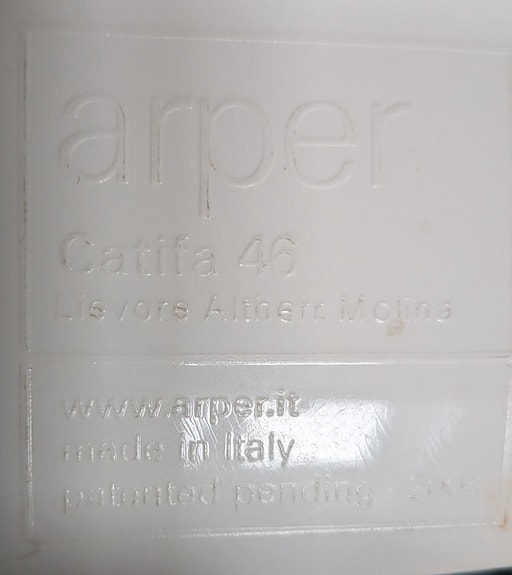 arper
Catifa 46
Lievore Altherr Molina
www.arper.it
made in Italy
patented pending